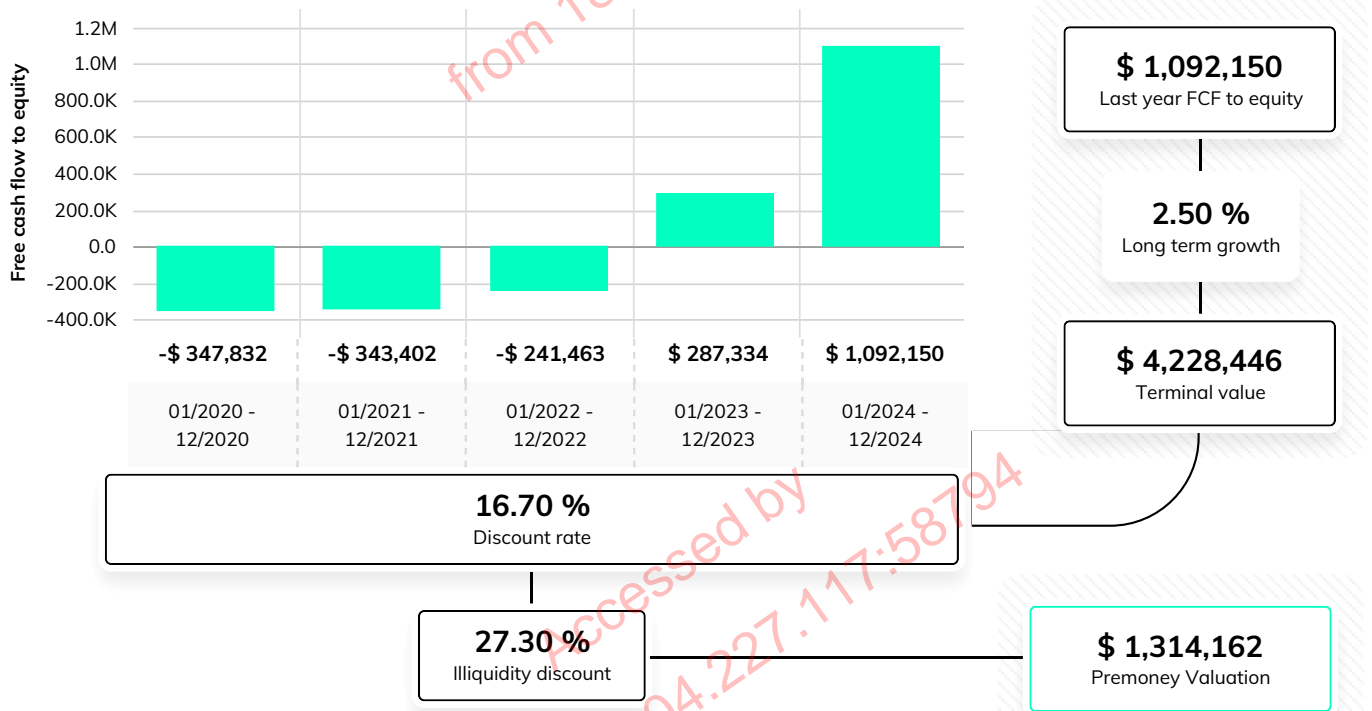 Free cash flow to equity
1.2M
1.0M
800.0K
600.0K
400.0K
200.0K
0.0
-200.0K
-400.0K
-$ 347,832
-$ 343,402
-$ 241,463
$ 287,334
$ 1,092,150
01/2020 -
12/2020
01/2021 -
12/2021
01/2022 -
12/2022
01/2023 -
12/2023
01/2024 -
12/2024
16.70 %
Discount rate
27.30 %
Illiquidity discount
$ 1,092,150
Last year FCF to equity
2.50 %
Long term growth
$ 4,228,446
Terminal value
$ 1,314,162
Premoney Valuation
Accessed by
from
04.227.117:58794